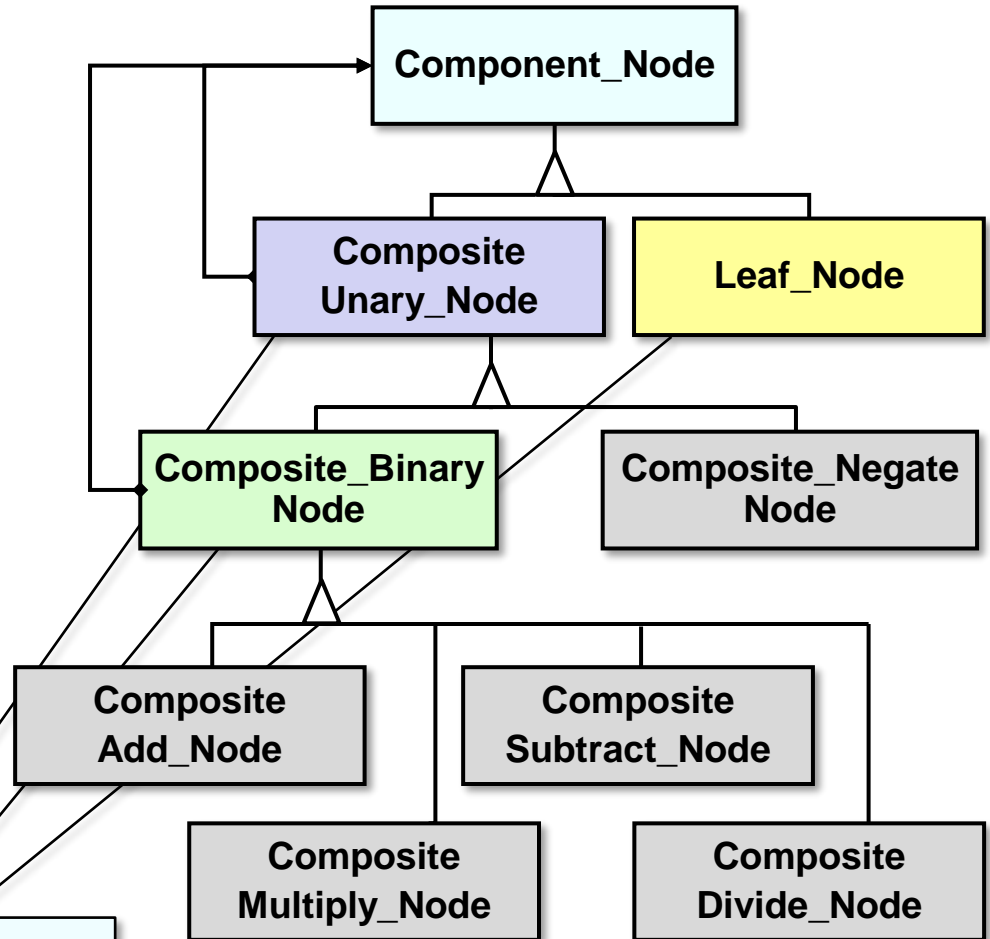 Component_Node
Composite
Unary_Node
Leaf_Node
Composite_Binary
Node
Composite_Negate
Node
Composite
Add_Node
Composite
Subtract_Node
Composite
Multiply_Node
Composite
Divide_Node